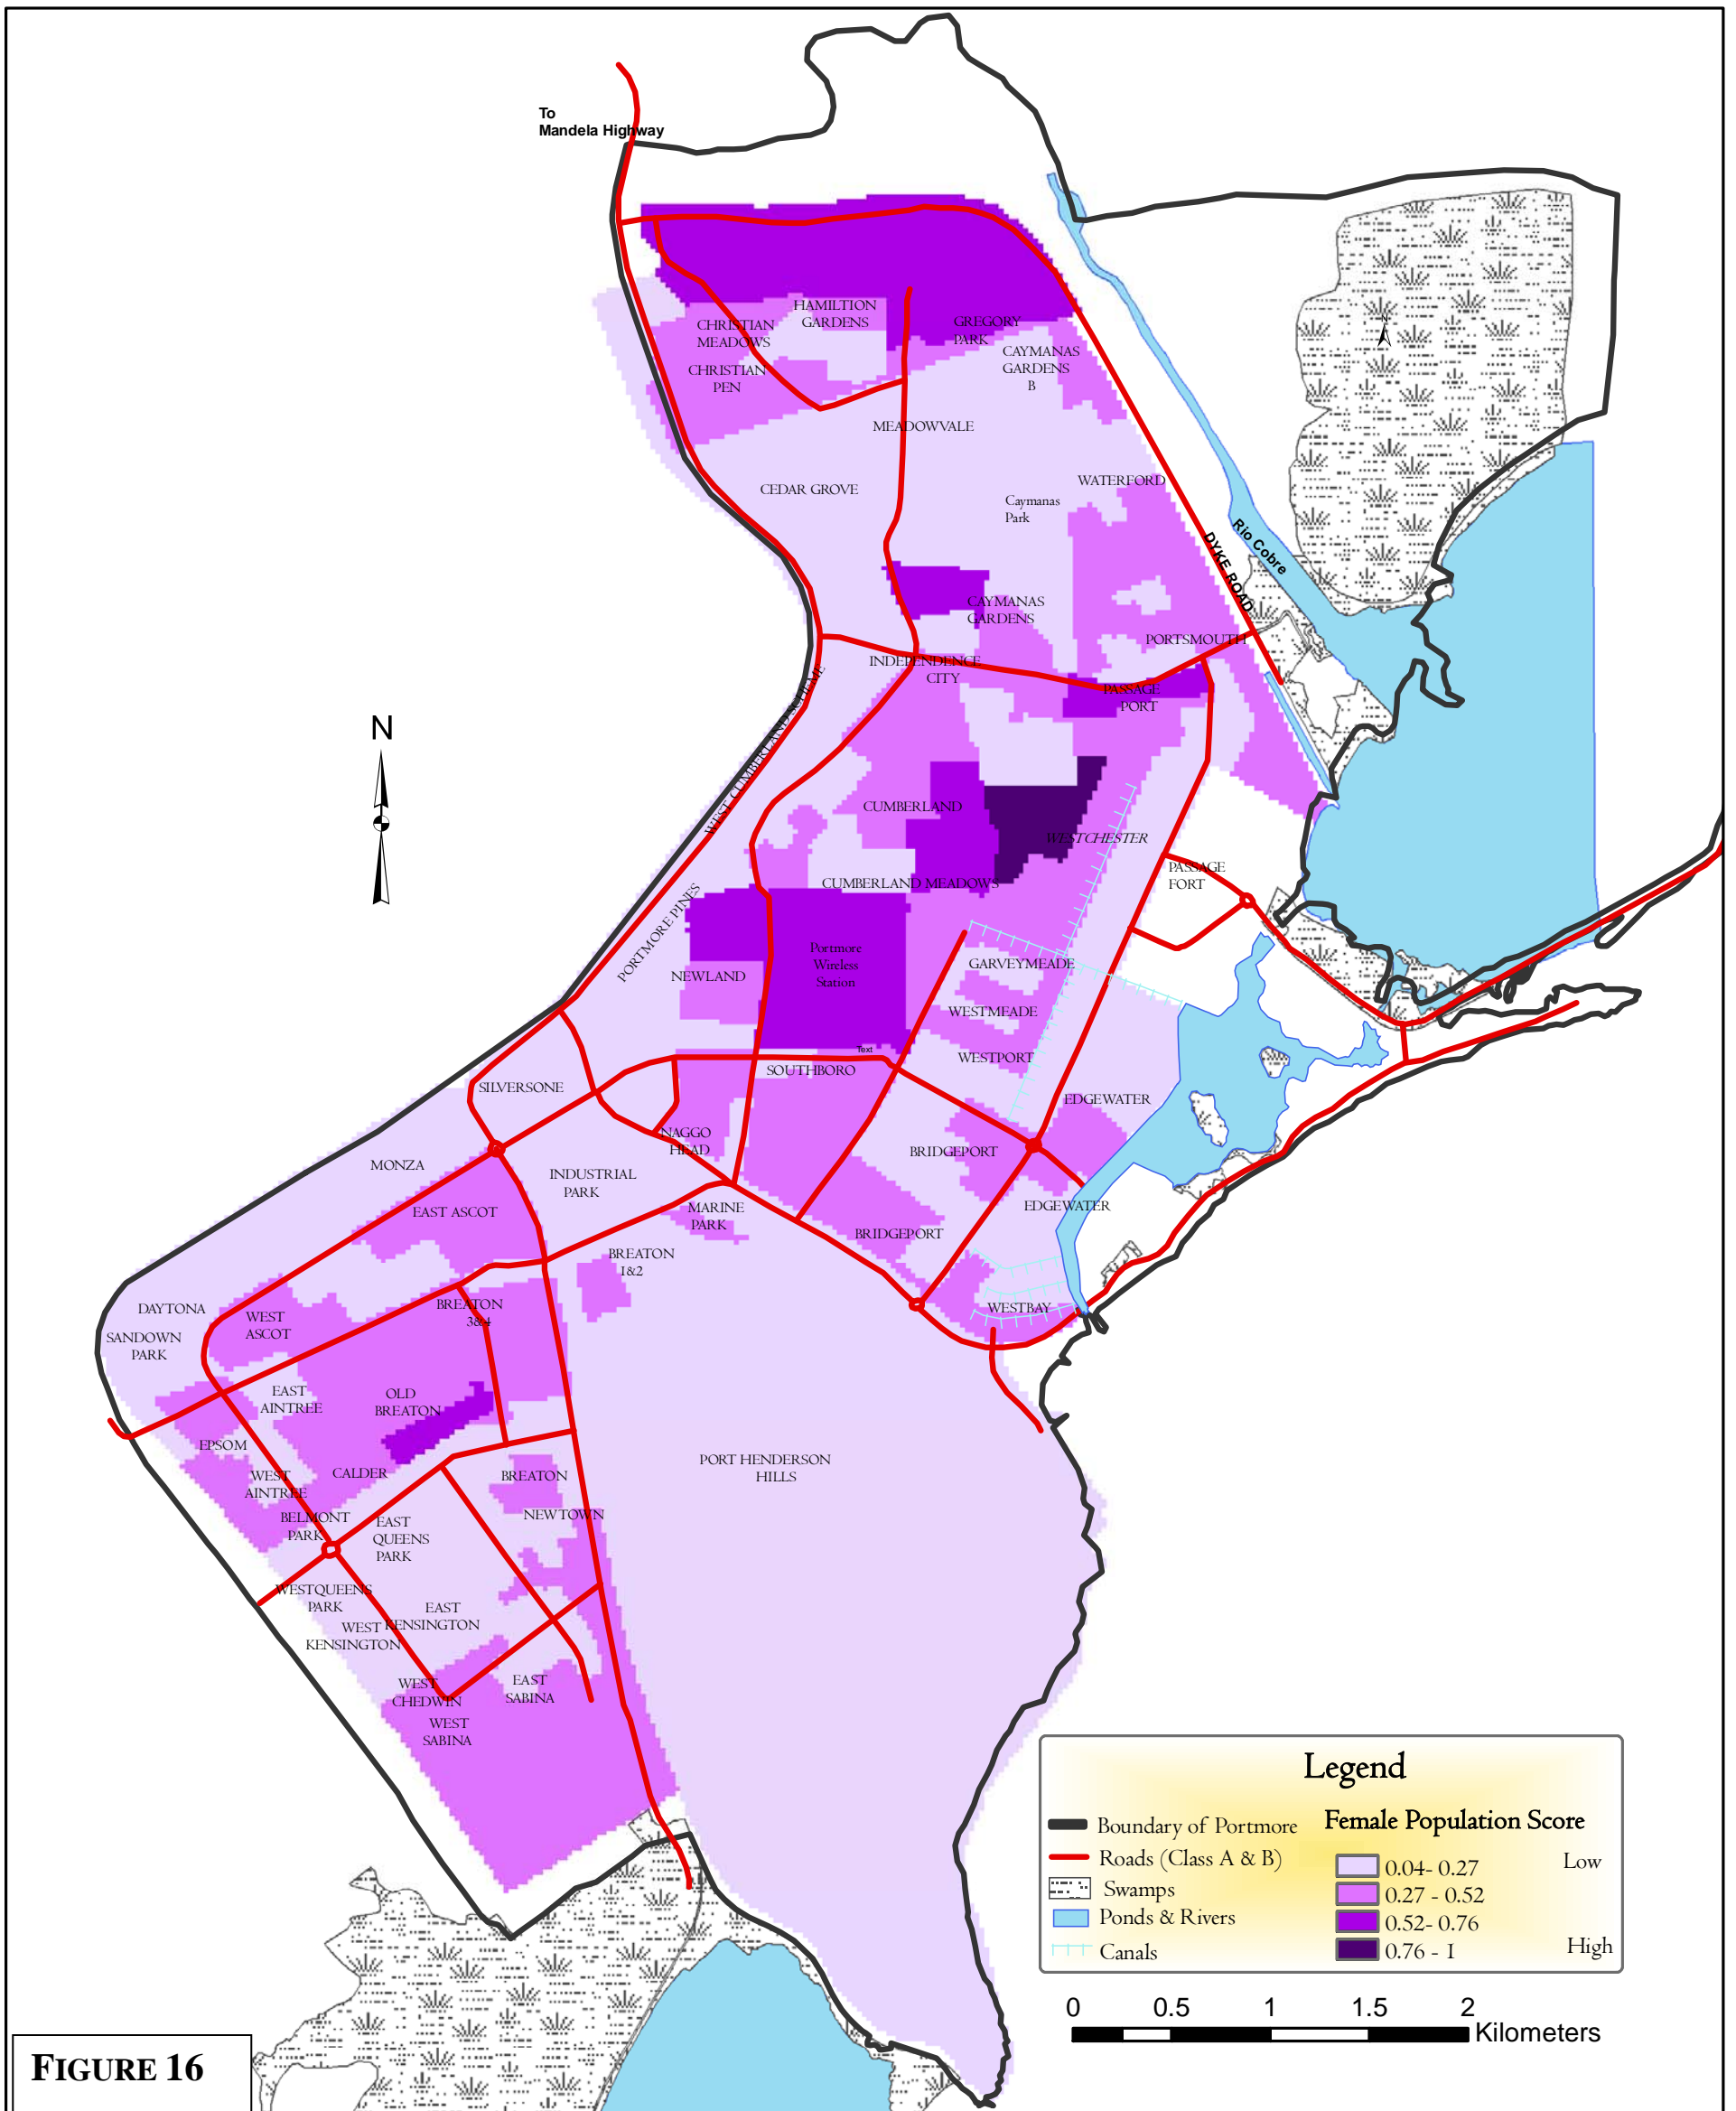 To
Mandela Highway
HAMILTION
GARDENS
CHRISTIAN
MEADOWS
GREGORY
PARK
CAYMANAS
GARDENS
B
CHRISTIAN
PEN
MEADOWVALE
N
WATERFORD
CEDAR GROVE
Caymanas
Park
Rio Cobre
DYKE ROAD
CAYMANAS
GARDENS
PORTSMOUTH
INDEPENDENCE
CITY
PASSAGE
PORT
WEST CUMBERLAND SCHEME
N
CUMBERLAND
WESTCHESTER
PASSAGE
FORT
CUMBERLAND MEADOWS
PORTMORE PINES
Portmore
Wireless
Station
NEWLAND
GARVEYMEADE
WESTMEADE
Text
WESTPORT
SOUTHBORO
SILVERSONE
EDGEWATER
NAGGO
HEAD
BRIDGEPORT
MONZA
INDUSTRIAL
PARK
EDGEWATER
EAST ASCOT
MARINE
PARK
BRIDGEPORT
BREATON
1&2
DAYTONA
BREATON
3&4
WESTBAY
WEST
ASCOT
SANDOWN
PARK
EAST
AINTREE
OLD
BREATON
EPSOM
CALDER
WEST
AINTREE
BREATON
PORT HENDERSON
HILLS
NEWTOWN
BELMONT
PARK
EAST
QUEENS
PARK
WESTQUEENS
PARK
EAST
KENSINGTON
WEST
KENSINGTON
WEST
CHEDWIN
EAST
SABINA
WEST
SABINA
Legend
Boundary of Portmore
Roads (Class A & B)
Swamps
Ponds & Rivers
Canals
Female Population Score
0.04- 0.27 Low
0.27 - 0.52
0.52- 0.76
0.76 - 1 High
0 0.5 1 1.5 2
Kilometers
FIGURE 16